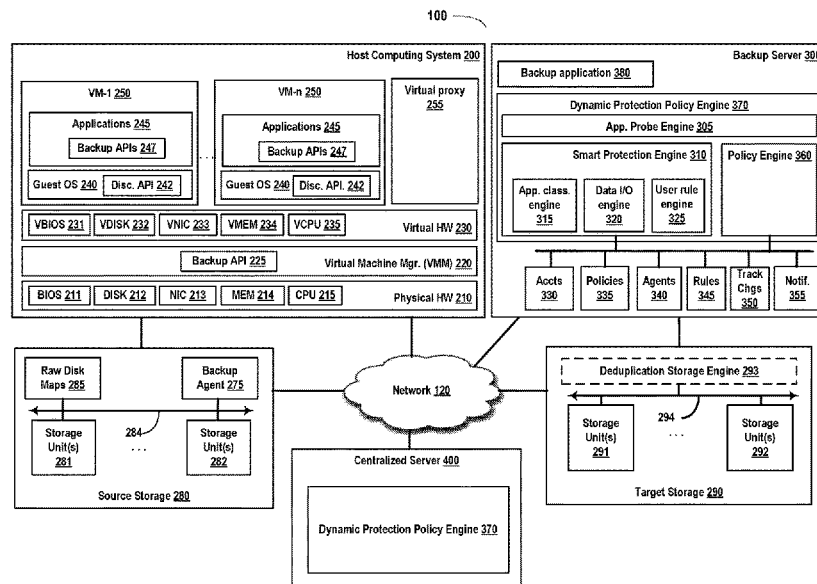 100
Host Computing System 200
VM-1 250
Applications 245
Backup APIs 247
Guest OS 240
Disc. API 242
...
VM-n 250
Applications 245
Backup APIs 247
Guest OS 240
Disc. API. 242
Virtual proxy
255
VBIOS 231
VDISK 232
VNIC 233
VMEM 234
VCPU 235
Virtual HW 230
Backup API 225
Virtual Machine Mgr. (VMM) 220
BIOS 211
DISK 212
NIC 213
MEM 214
CPU 215
Physical HW 210
Backup Server 300
Backup application 380
Dynamic Protection Policy Engine 370
App. Probe Engine 305
Smart Protection Engine 310
App. class.
engine
315
Data I/O
engine
320
User rule
engine
325
Policy Engine 360
Accts
330
Policies
335
Agents
340
Rules
345
Track
Chgs
350
Notif.
355
Raw Disk
Maps 285
Backup
Agent 275
284
Storage
Unit(s)
281
...
Storage
Unit(s)
282
Source Storage 280
Network 120
Centralized Server 400
Dynamic Protection Policy Engine 370
Deduplication Storage Engine 293
294
Storage
Unit(s)
291
...
Storage
Unit(s)
292
Target Storage 290